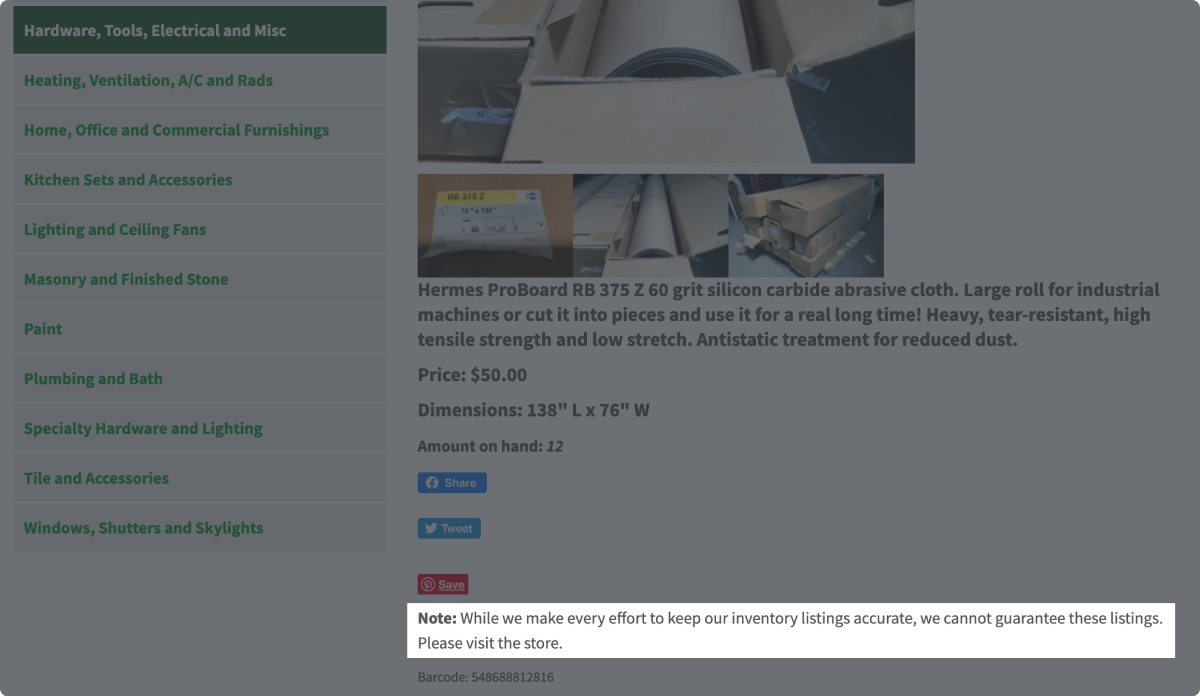 Hardware, Tools, Electrical and Misc
Heating, Ventilation, A/C and Rads
Home, Office and Commercial Furnishings
Kitchen Sets and Accessories
Lighting and Ceiling Fans
Masonry and Finished Stone
Paint
Plumbing and Bath
Specialty Hardware and Lighting
Tile and Accessories
Windows, Shutters and Skylights
RB 375 Z
76" x 138"
60
Hermes ProBoard RB 375 Z 60 grit silicon carbide abrasive cloth. Large roll for industrial
machines or cut it into pieces and use it for a real long time! Heavy, tear-resistant, high
tensile strength and low stretch. Antistatic treatment for reduced dust.
Price: $50.00
Dimensions: 138" L x 76" W
Amount on hand: 12
Share
Tweet
Save
Note: While we make every effort to keep our inventory listings accurate, we cannot guarantee these listings.
Please visit the store.
Barcode: 548688812816